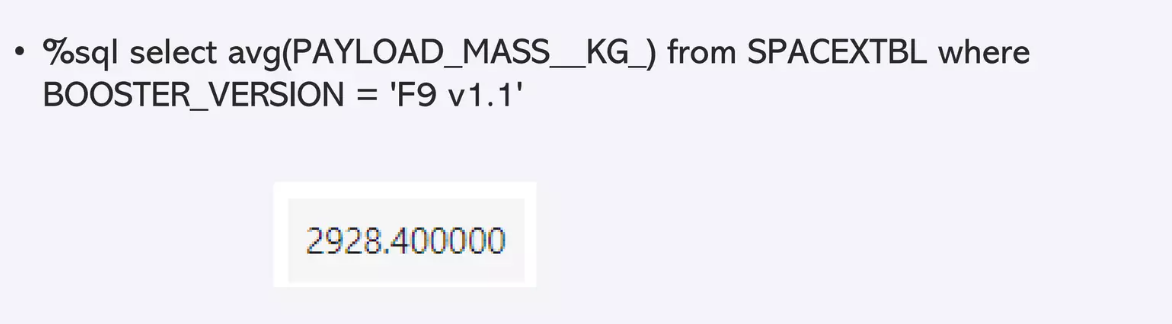 • %sql select avg(PAYLOAD_MASS__KG_) from SPACEXTBL where
BOOSTER_VERSION = 'F9 v1.1'
2928.400000